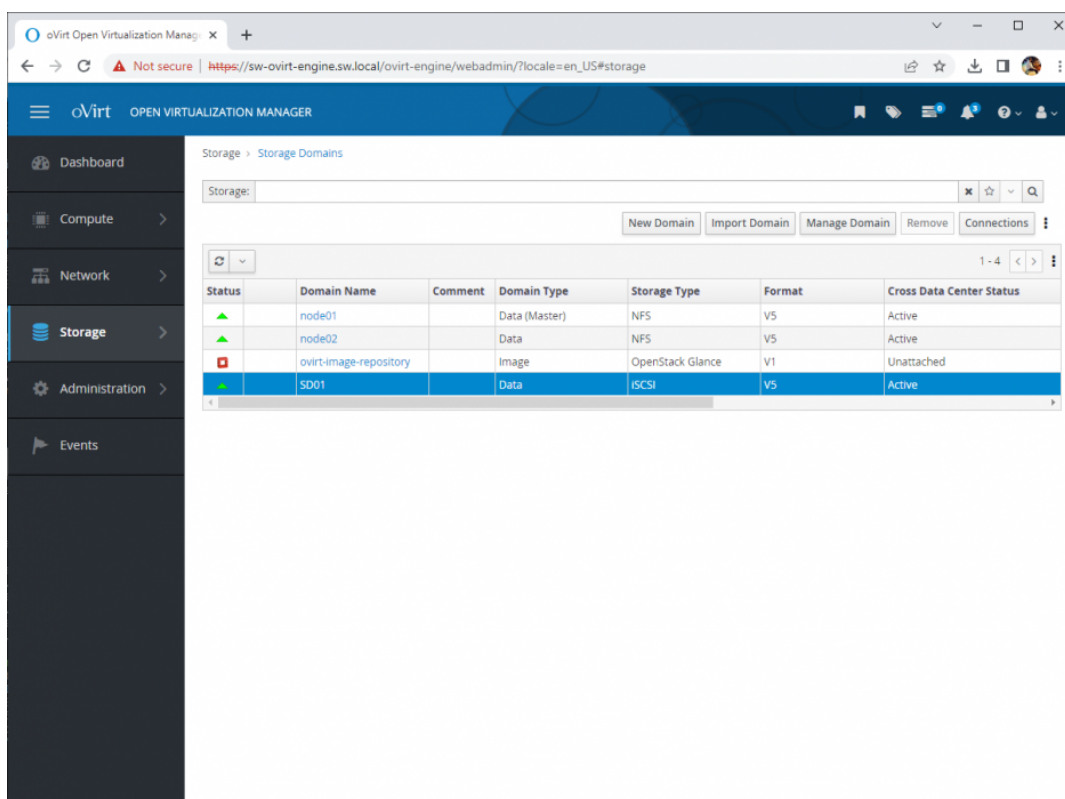 oVirt Open Virtualization Manag
Not secure | https://sw-ovirt-engine.sw.local/ovirt-engine/webadmin/?locale=en_US#storage
oVirt OPEN VIRTUALIZATION MANAGER
0
3
Dashboard
Compute
Network
Storage
Administration
Events
Storage > Storage Domains
Storage:
New Domain Import Domain Manage Domain Remove Connections
1 - 4
Status Domain Name Comment Domain Type Storage Type Format Cross Data Center Status
node01 Data (Master) NFS V5 Active
node02 Data NFS V5 Active
ovirt-image-repository Image OpenStack Glance V1 Unattached
SD01 Data iSCSI V5 Active